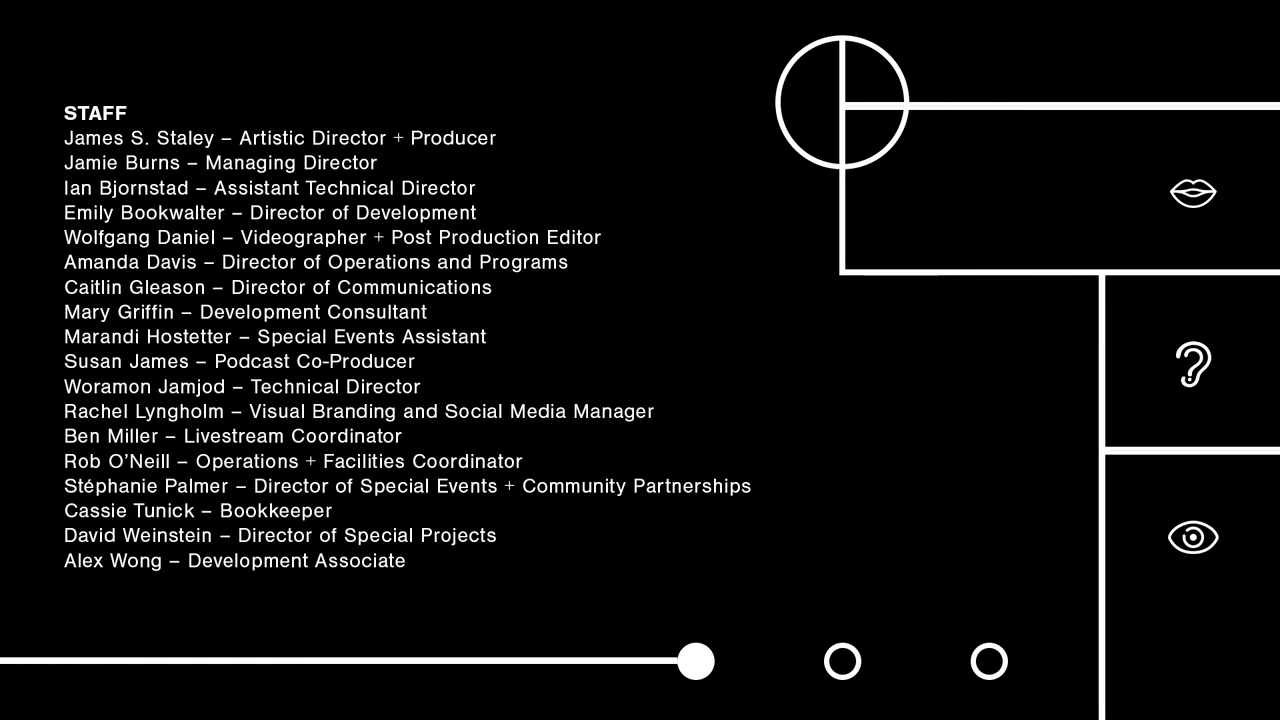 STAFF
James S. Staley – Artistic Director + Producer
Jamie Burns – Managing Director
Ian Bjornstad – Assistant Technical Director
Emily Bookwalter – Director of Development
Wolfgang Daniel – Videographer + Post Production Editor
Amanda Davis – Director of Operations and Programs
Caitlin Gleason – Director of Communications
Mary Griffin – Development Consultant
Marandi Hostetter – Special Events Assistant
Susan James – Podcast Co-Producer
Woramon Jamjod – Technical Director
Rachel Lyngholm – Visual Branding and Social Media Manager
Ben Miller – Livestream Coordinator
Rob O’Neill – Operations + Facilities Coordinator
Stéphanie Palmer – Director of Special Events + Community Partnerships
Cassie Tunick – Bookkeeper
David Weinstein – Director of Special Projects
Alex Wong – Development Associate